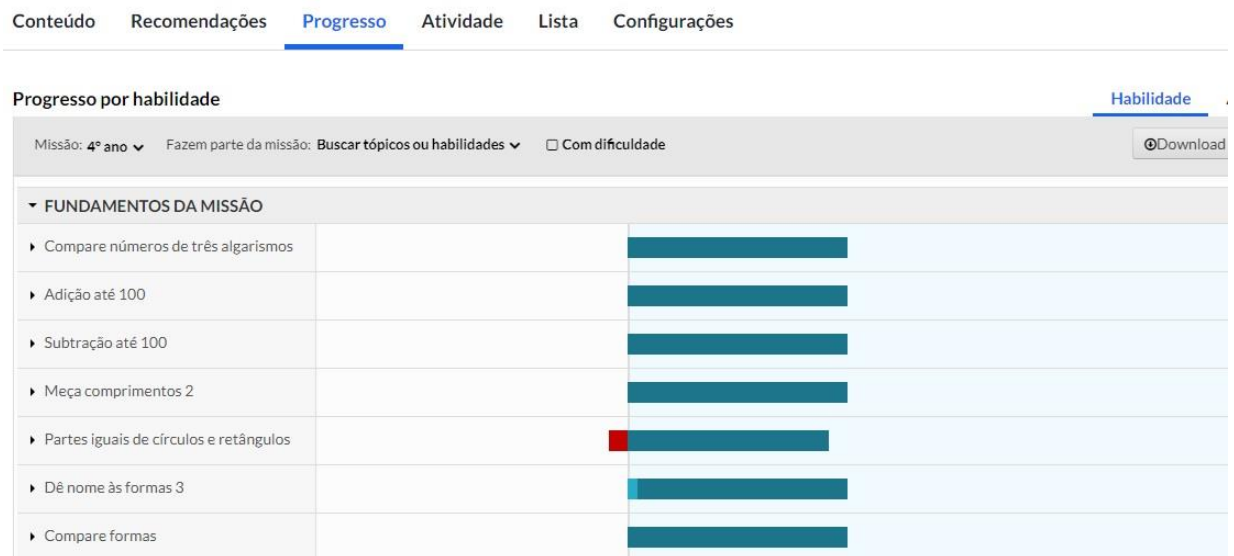 Conteúdo Recomendações Progresso Atividade Lista Configurações
Progresso por habilidade Habilidade
Missão: 4º ano Fazem parte da missão: Buscar tópicos ou habilidades Com dificuldade Download
FUNDAMENTOS DA MISSÃO
Compare números de três algarismos
Adição até 100
Subtração até 100
Meça comprimentos 2
Partes iguais de círculos e retângulos
Dê nome às formas 3
Compare formas